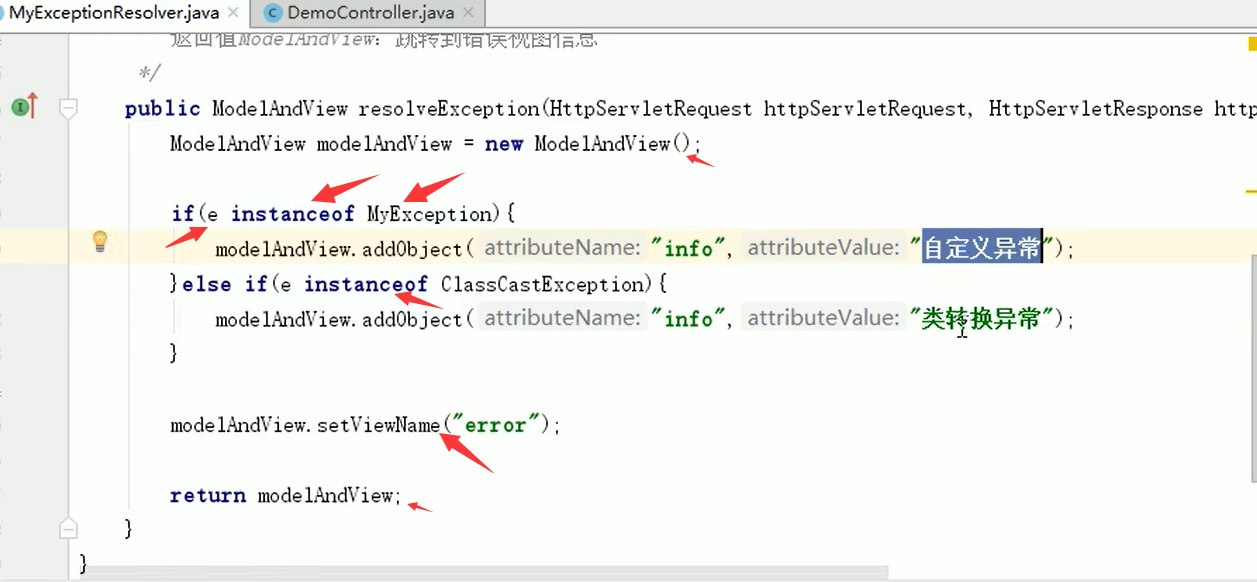 MyExceptionResolver.java × DemoController.java ×
返回值ModelAndView：跳转到错误视图信息
*/
public ModelAndView resolveException(HttpServletRequest httpServletRequest, HttpServletResponse http
ModelAndView modelAndView = new ModelAndView();
if(e instanceof MyException){
modelAndView.addObject( attributeName: "info", attributeValue: "自定义异常");
}else if(e instanceof ClassCastException){
modelAndView.addObject( attributeName: "info", attributeValue: "类转换异常");
}
modelAndView.setViewName("error");
return modelAndView;
}
}